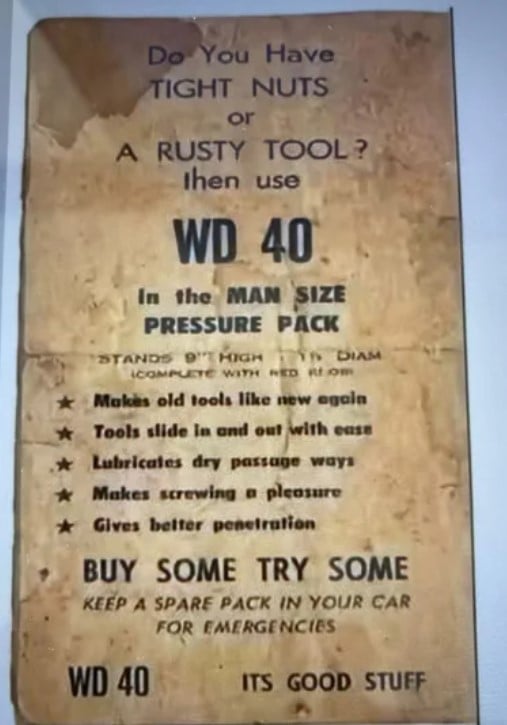 Do You Have
TIGHT NUTS
or
A RUSTY TOOL?
then use
WD 40
In the MAN SIZE
PRESSURE PACK
STANDS 9" HIGH DIAM
(COMPLETE WITH RED
★ Makes old tools like new again
★ Tools slide in and out with ease
★ Lubricates dry passage ways
★ Makes screwing a pleasure
★ Gives better penetration
BUY SOME TRY SOME
KEEP A SPARE PACK IN YOUR CAR
FOR EMERGENCIES
WD 40 ITS GOOD STUFF